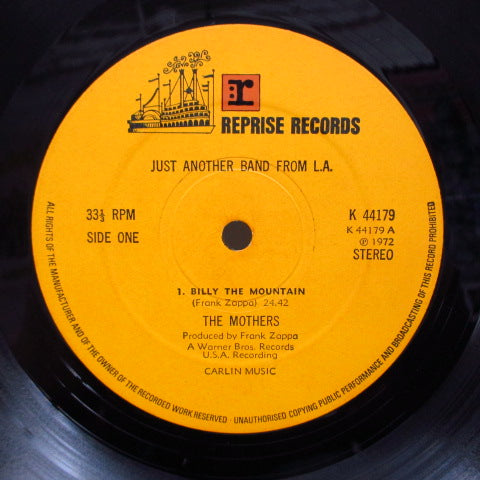 r
REPRISE RECORDS
JUST ANOTHER BAND FROM L.A.
33⅓ RPM
SIDE ONE
K 44179
K 44179 A
℗ 1972
STEREO
1. BILLY THE MOUNTAIN
(Frank Zappa) 24.42
THE MOTHERS
Produced by Frank Zappa
A Warner Bros. Records
U.S.A. Recording
CARLIN MUSIC
ALL RIGHTS OF THE MANUFACTURER AND OF THE OWNER OF THE RECORDED WORK RESERVED · UNAUTHORISED COPYING PUBLIC PERFORMANCE AND BROADCASTING OF THIS RECORD PROHIBITED